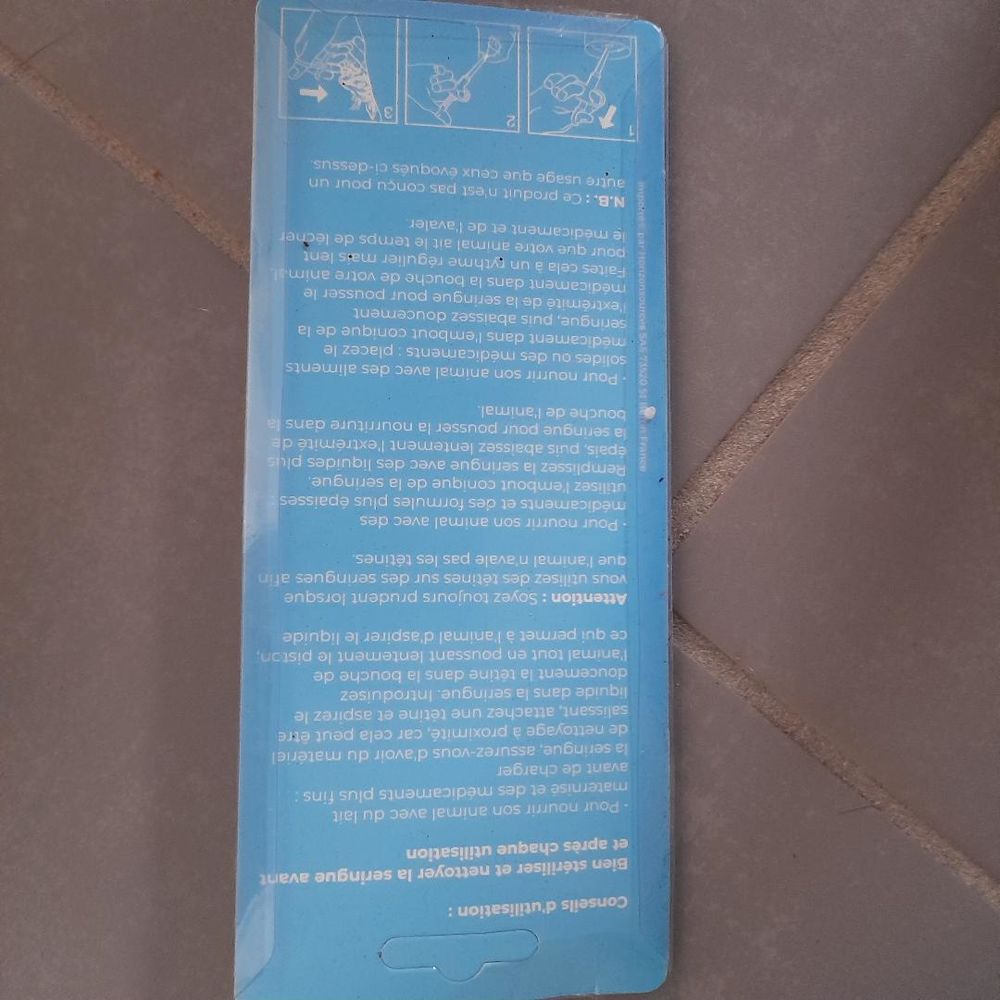 Conseils d'utilisation :
Bien stériliser et nettoyer la seringue avant
et après chaque utilisation
• Pour nourrir son animal avec du lait
maternisé et des médicaments plus fins :
avant de charger
la seringue, assurez-vous d'avoir du matériel
de nettoyage à proximité, car cela peut être
salissant, attachez une tétine et aspirez le
liquide dans la seringue. Introduisez
doucement la tétine dans la bouche de
l'animal tout en poussant lentement le piston,
ce qui permet à l'animal d'aspirer le liquide
Attention : Soyez toujours prudent lorsque
vous utilisez des tétines sur des seringues afin
que l'animal n'avale pas les tétines.
• Pour nourrir son animal avec des
médicaments et des formules plus épaisses :
utilisez l'embout conique de la seringue.
Remplissez la seringue avec des liquides plus
épais, puis abaissez lentement l'extrémité de
la seringue pour pousser la nourriture dans la
bouche de l'animal.
• Pour nourrir son animal avec des aliments
solides ou des médicaments : placez le
médicament dans l'embout conique de la
seringue, puis abaissez doucement
l'extrémité de la seringue pour pousser le
médicament dans la bouche de votre animal.
Faites cela à un rythme régulier mais lent
pour que votre animal ait le temps de lécher
le médicament et de l'avaler.
N.B. : Ce produit n'est pas conçu pour un
autre usage que ceux évoqués ci-dessus.
1
2
3
SAS 73520 St France